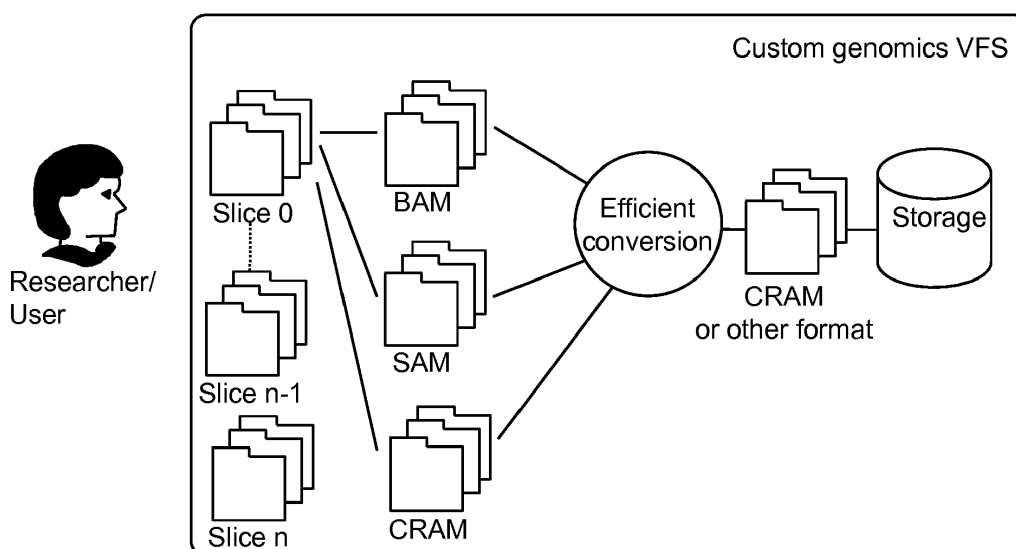 Custom genomics VFS
Researcher/
User
Slice 0
Slice n-1
Slice n
BAM
SAM
CRAM
Efficient
conversion
CRAM
or other format
Storage